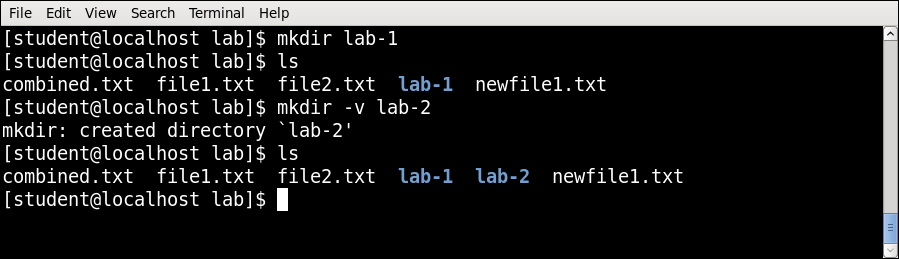 File Edit View Search Terminal Help
[student@localhost lab]$ mkdir lab-1
[student@localhost lab]$ ls
combined.txt  file1.txt  file2.txt  lab-1  newfile1.txt
[student@localhost lab]$ mkdir -v lab-2
mkdir: created directory `lab-2'
[student@localhost lab]$ ls
combined.txt  file1.txt  file2.txt  lab-1  lab-2  newfile1.txt
[student@localhost lab]$